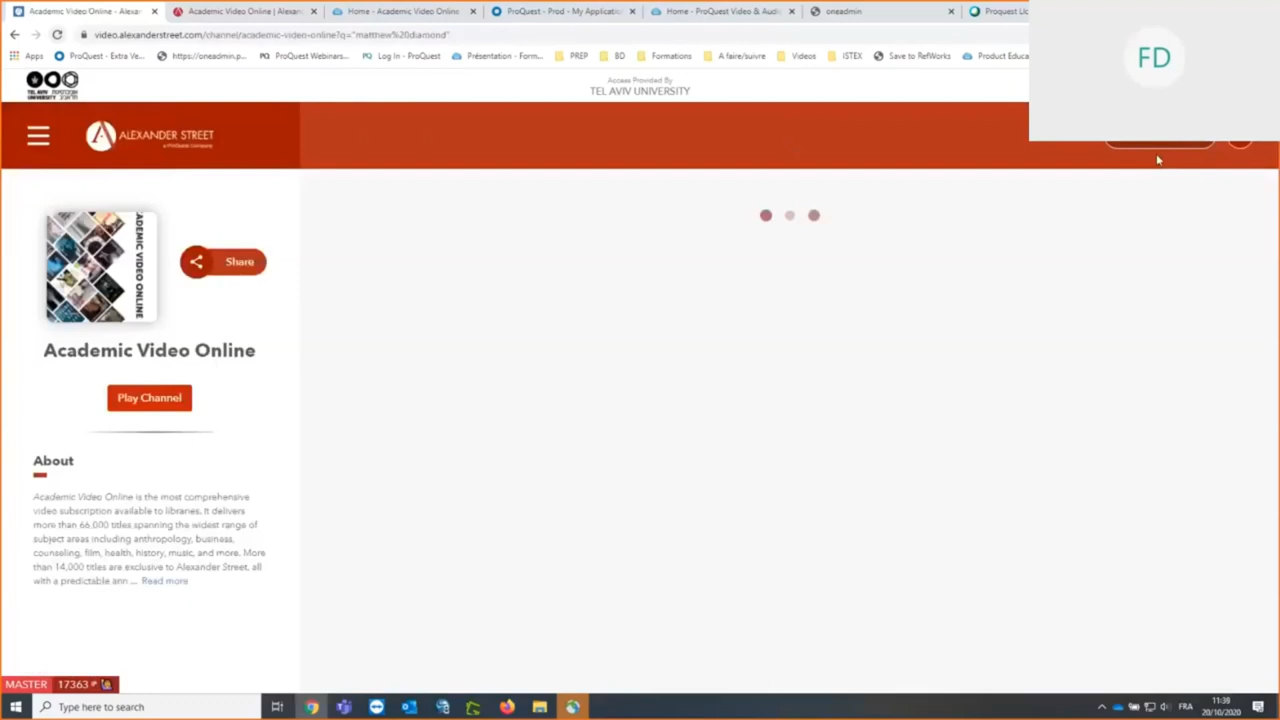 Academic Video Online - Alexar
Academic Video Online | Alexan
Home - Academic Video Online
ProQuest - Prod - My Application
Home - ProQuest Video & Audi
oneadmin
Proquest Lic
video.alexanderstreet.com/channel/academic-video-online?q="matthew%20diamond"
Apps
ProQuest - Extra Ve...
https://oneadmin.p...
ProQuest Webinars...
Log In - ProQuest
Présentation - Form...
PREP
BD
Formations
A faire/suivre
Videos
ISTEX
Save to RefWorks
Product Educa
FD
TEL AVIV UNIVERSITY
Access Provided By
TEL AVIV UNIVERSITY
ALEXANDER STREET
a ProQuest Company
ACADEMIC VIDEO ONLINE
Share
Academic Video Online
Play Channel
About
Academic Video Online is the most comprehensive
video subscription available to libraries. It delivers
more than 66,000 titles spanning the widest range of
subject areas including anthropology, business,
counseling, film, health, history, music, and more. More
than 14,000 titles are exclusive to Alexander Street, all
with a predictable ann ... Read more
MASTER 17363
Type here to search
FRA
11:38
20/10/2020